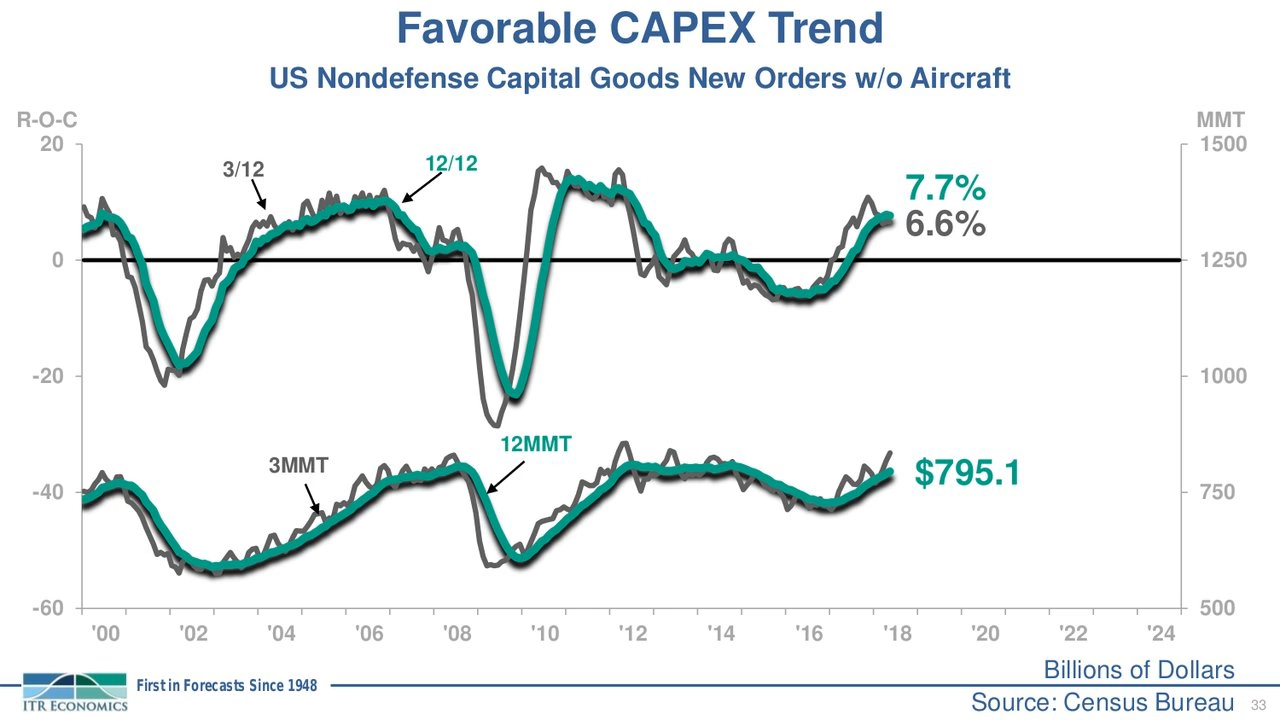 Favorable CAPEX Trend
US Nondefense Capital Goods New Orders w/o Aircraft
R-O-C
MMT
20
1500
3/12
12/12
7.7%
6.6%
0
1250
-20
1000
12MMT
3MMT
$795.1
-40
750
-60
500
'00 '02 '04 '06 '08 '10 '12 '14 '16 '18 '20 '22 '24
Billions of Dollars
First in Forecasts Since 1948
ITR ECONOMICS
Source: Census Bureau
33